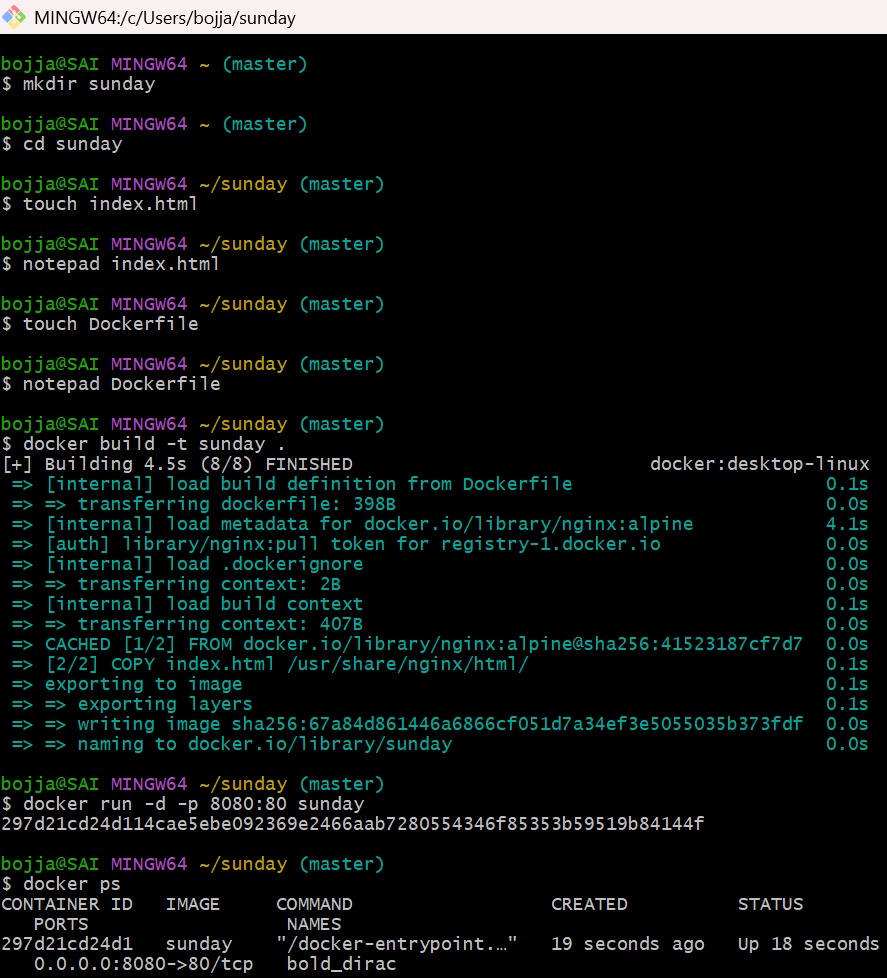 MINGW64:/c/Users/bojja/sunday
bojja@SAI MINGW64 ~ (master)
$ mkdir sunday
bojja@SAI MINGW64 ~ (master)
$ cd sunday
bojja@SAI MINGW64 ~/sunday (master)
$ touch index.html
bojja@SAI MINGW64 ~/sunday (master)
$ notepad index.html
bojja@SAI MINGW64 ~/sunday (master)
$ touch Dockerfile
bojja@SAI MINGW64 ~/sunday (master)
$ notepad Dockerfile
bojja@SAI MINGW64 ~/sunday (master)
$ docker build -t sunday .
[+] Building 4.5s (8/8) FINISHED docker:desktop-linux
=> [internal] load build definition from Dockerfile 0.1s
=> => transferring dockerfile: 398B 0.0s
=> [internal] load metadata for docker.io/library/nginx:alpine 4.1s
=> [auth] library/nginx:pull token for registry-1.docker.io 0.0s
=> [internal] load .dockerignore 0.0s
=> => transferring context: 2B 0.0s
=> [internal] load build context 0.1s
=> => transferring context: 407B 0.0s
=> CACHED [1/2] FROM docker.io/library/nginx:alpine@sha256:41523187cf7d7 0.0s
=> [2/2] COPY index.html /usr/share/nginx/html/ 0.1s
=> exporting to image 0.1s
=> => exporting layers 0.1s
=> => writing image sha256:67a84d861446a6866cf051d7a34ef3e5055035b373fdf 0.0s
=> => naming to docker.io/library/sunday 0.0s
bojja@SAI MINGW64 ~/sunday (master)
$ docker run -d -p 8080:80 sunday
297d21cd24d114cae5ebe092369e2466aab7280554346f85353b59519b84144f
bojja@SAI MINGW64 ~/sunday (master)
$ docker ps
CONTAINER ID IMAGE COMMAND CREATED STATUS
PORTS NAMES
297d21cd24d1 sunday "/docker-entrypoint.…" 19 seconds ago Up 18 seconds
0.0.0.0:8080->80/tcp bold_dirac